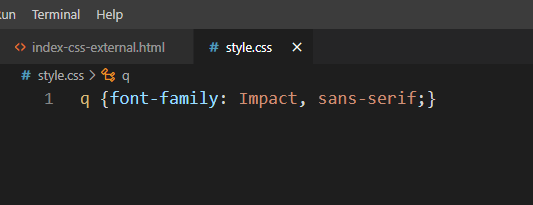 un Terminal Help
<> index-css-external.html # style.css ×
# style.css > q
1 q {font-family: Impact, sans-serif;}